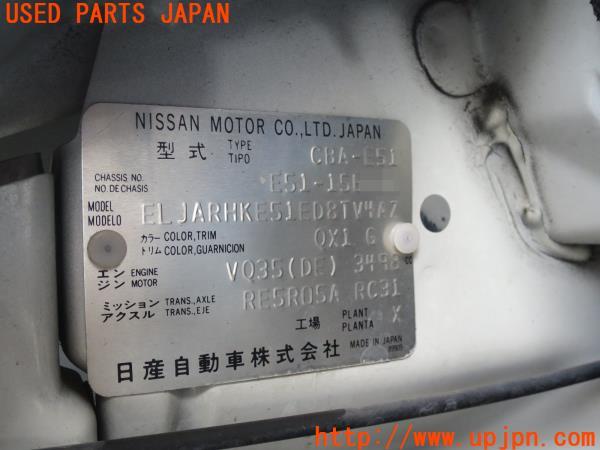 USED PARTS JAPAN
NISSAN MOTOR CO.,LTD.JAPAN
型式 TYPE TIPO CBA-E51
CHASSIS NO. NO.DE CHASIS E51-15
MODEL MODELO ELJARHKE51ED8TV4AZ
カラー COLOR,TRIM QX1 G
トリム COLOR,GUARNICION
エンジン ENGINE MOTOR VQ35(DE) 3498 cc
ミッション TRANS.,AXLE RE5R05A RC31
アクスル TRANS.,EJE
工場 PLANT PLANTA X
日産自動車株式会社 MADE IN JAPAN
http://www.upjpn.com